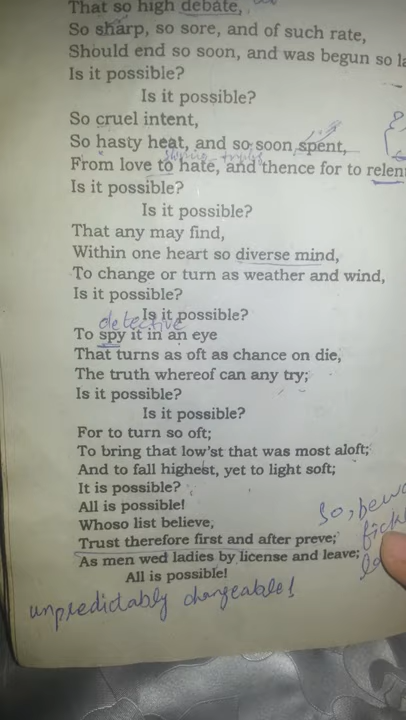 That so high debate,
So sharp, so sore, and of such rate,
Should end so soon, and was begun so
Is it possible?
Is it possible?
So cruel intent,
So hasty heat, and so soon spent,
From love to hate, and thence for to relen
Is it possible?
Is it possible?
That any may find,
Within one heart so diverse mind,
To change or turn as weather and wind,
Is it possible?
Is it possible?
detective
To spy it in an eye
That turns as oft as chance on die,
The truth whereof can any try;
Is it possible?
Is it possible?
For to turn so oft;
To bring that low'st that was most aloft;
And to fall highest, yet to light soft;
It is possible?
All is possible!
Whoso list believe,
So, bewa
Trust therefore first and after preve;
fickl
As men wed ladies by license and leave;
All is possible!
unpredictably changeable!